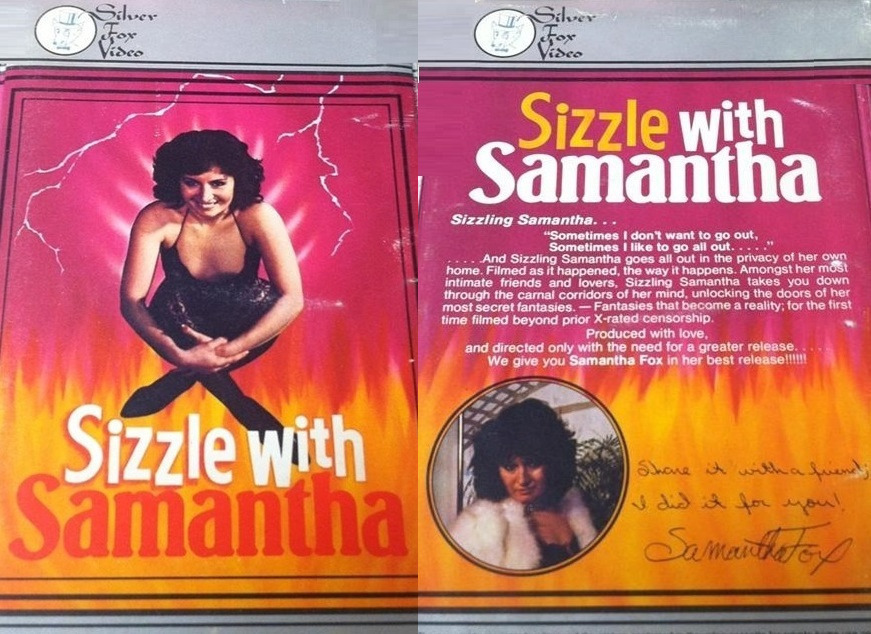 Silver
Fox
Video
Sizzle with
Samantha
Silver
Fox
Video
Sizzle with
Samantha
Sizzling Samantha. . .
"Sometimes I don't want to go out,
Sometimes I like to go all out. . . . ."
. . . . .And Sizzling Samantha goes all out in the privacy of her own
home. Filmed as it happened, the way it happens. Amongst her most
intimate friends and lovers, Sizzling Samantha takes you down
through the carnal corridors of her mind, unlocking the doors of her
most secret fantasies. — Fantasies that become a reality; for the first
time filmed beyond prior X-rated censorship.
Produced with love,
and directed only with the need for a greater release. . . .
We give you Samantha Fox in her best release!!!!!!
Share it with a friend;
I did it for you!
Samantha Fox